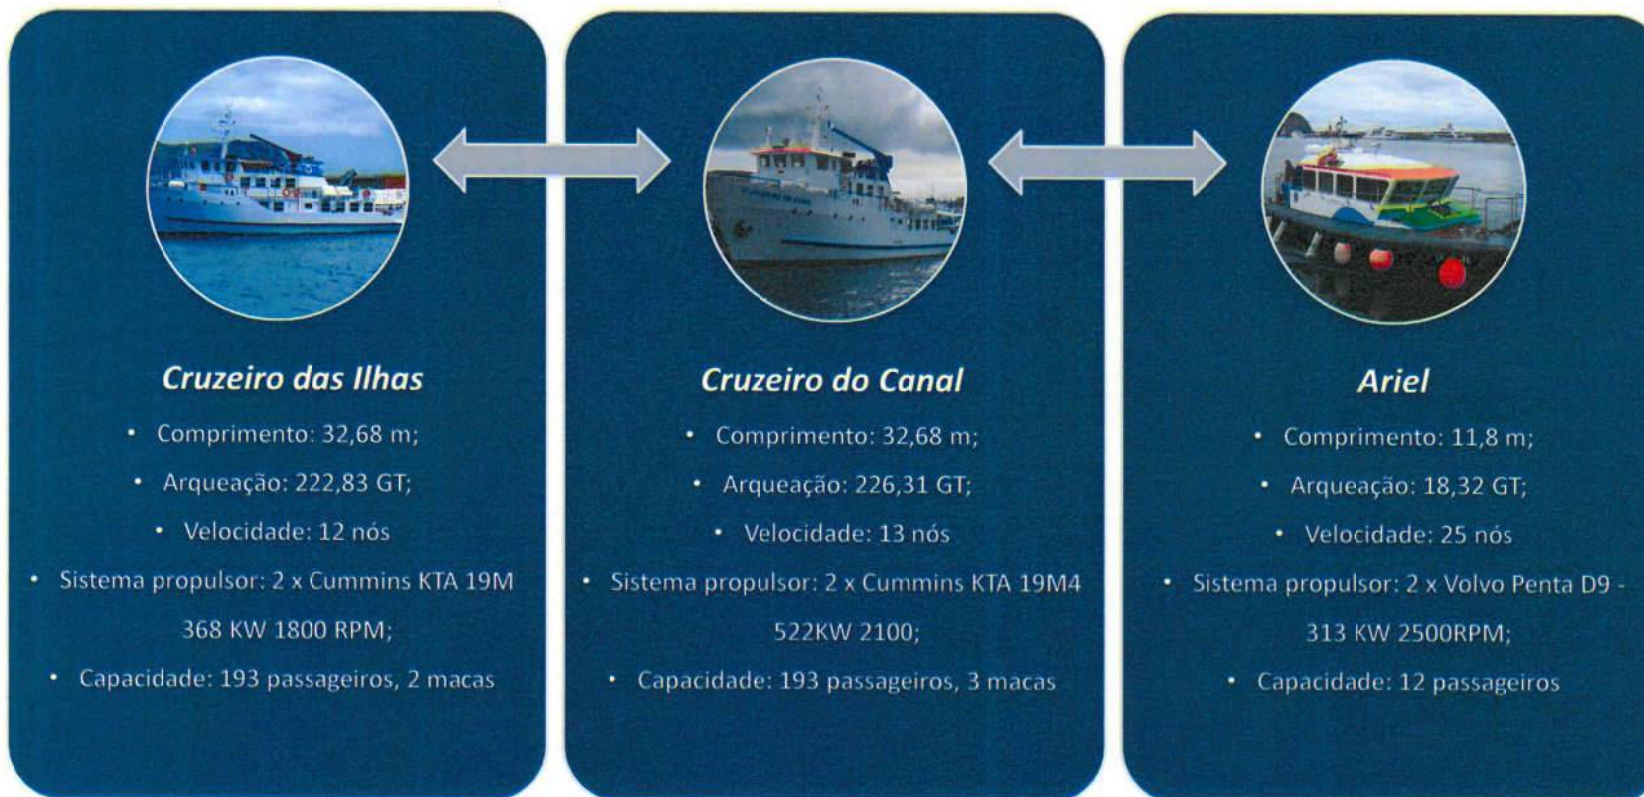 Cruzeiro das Ilhas
• Comprimento: 32,68 m;
• Arqueação: 222,83 GT;
• Velocidade: 12 nós
• Sistema propulsor: 2 x Cummins KTA 19M
368 KW 1800 RPM;
• Capacidade: 193 passageiros, 2 macas
Cruzeiro do Canal
• Comprimento: 32,68 m;
• Arqueação: 226,31 GT;
• Velocidade: 13 nós
• Sistema propulsor: 2 x Cummins KTA 19M4
522KW 2100;
• Capacidade: 193 passageiros, 3 macas
Ariel
• Comprimento: 11,8 m;
• Arqueação: 18,32 GT;
• Velocidade: 25 nós
• Sistema propulsor: 2 x Volvo Penta D9 -
313 KW 2500RPM;
• Capacidade: 12 passageiros